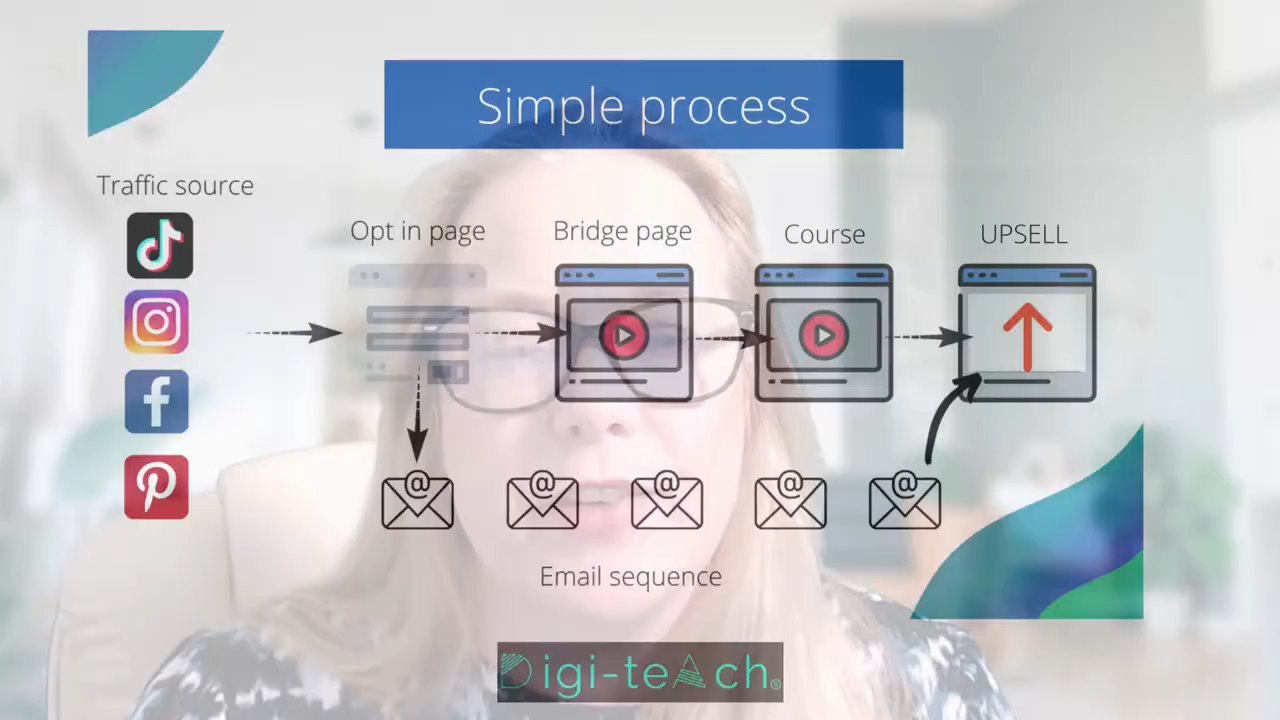 Simple process
Traffic source
Opt in page
Bridge page
Course
UPSELL
@
@
@
@
@
Email sequence
Digi-teAch®